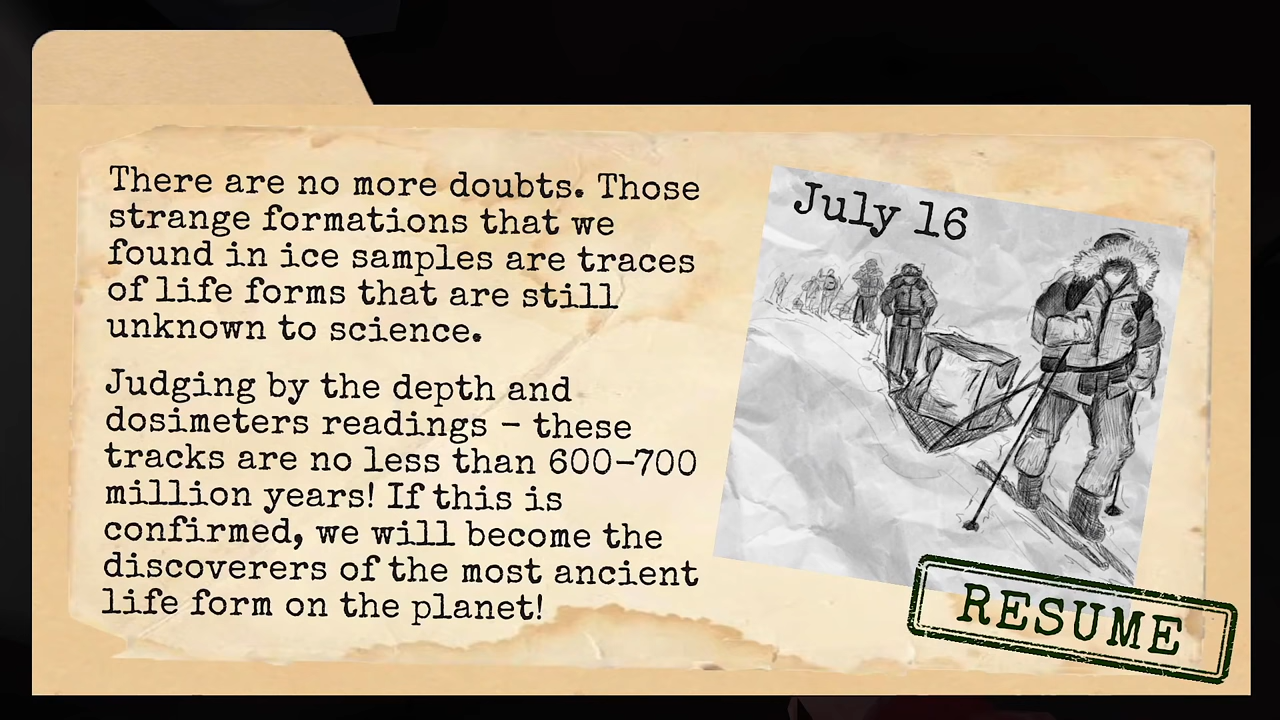 There are no more doubts. Those
strange formations that we
found in ice samples are traces
of life forms that are still
unknown to science.
Judging by the depth and
dosimeters readings - these
tracks are no less than 600-700
million years! If this is
confirmed, we will become the
discoverers of the most ancient
life form on the planet!
July 16
RESUME